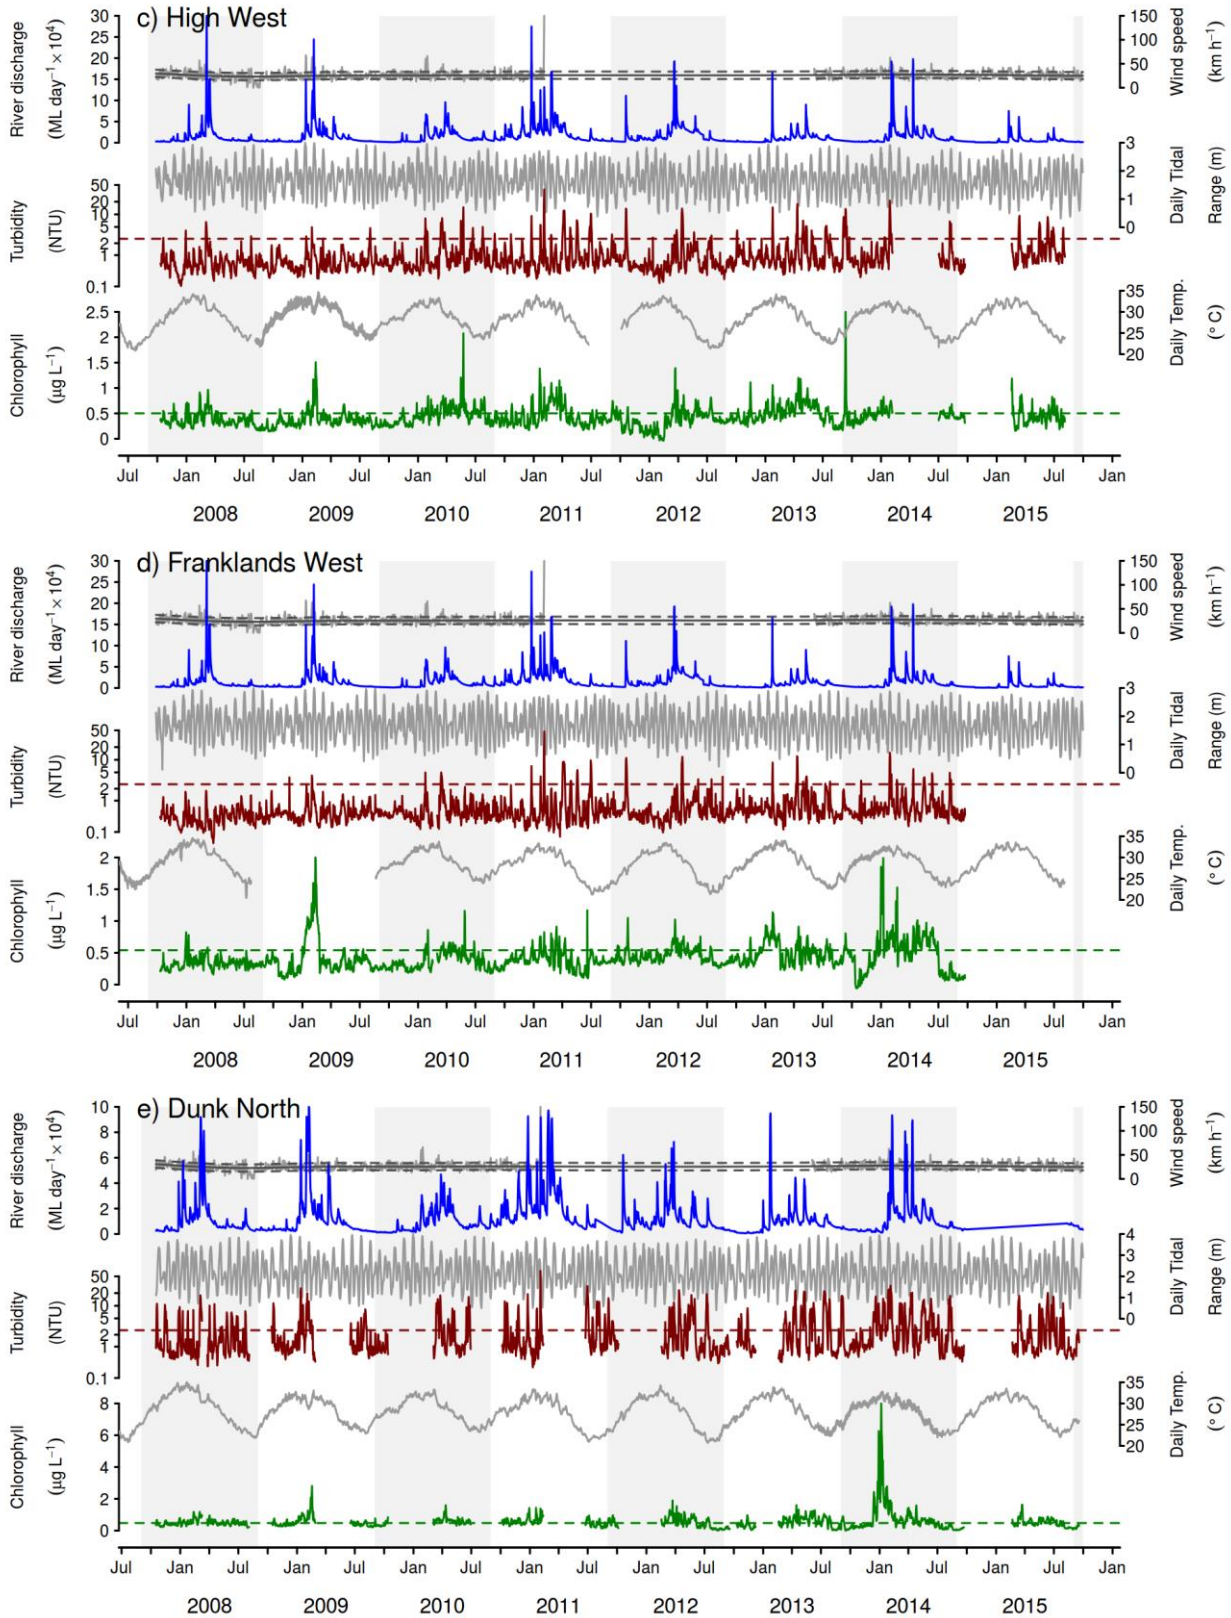 c) High West
River discharge
(ML day⁻¹ × 10⁴)
30
25
20
15
10
5
0
150
100
50
0
Wind speed
(km h⁻¹)
3
2
1
0
Daily Tidal
Range (m)
Turbidity
(NTU)
50
20
10
5
2
1
0.1
35
30
25
20
Daily Temp.
(° C)
Chlorophyll
(µg L⁻¹)
2.5
2
1.5
1
0.5
0
Jul Jan Jul Jan Jul Jan Jul Jan Jul Jan Jul Jan Jul Jan Jul Jan Jul Jan
2008 2009 2010 2011 2012 2013 2014 2015
d) Franklands West
River discharge
(ML day⁻¹ × 10⁴)
30
25
20
15
10
5
0
150
100
50
0
Wind speed
(km h⁻¹)
3
2
1
0
Daily Tidal
Range (m)
Turbidity
(NTU)
50
20
10
5
2
1
0.1
35
30
25
20
Daily Temp.
(° C)
Chlorophyll
(µg L⁻¹)
2
1.5
1
0.5
0
Jul Jan Jul Jan Jul Jan Jul Jan Jul Jan Jul Jan Jul Jan Jul Jan Jul Jan
2008 2009 2010 2011 2012 2013 2014 2015
e) Dunk North
River discharge
(ML day⁻¹ × 10⁴)
10
8
6
4
2
0
150
100
50
0
Wind speed
(km h⁻¹)
4
3
2
1
0
Daily Tidal
Range (m)
Turbidity
(NTU)
50
20
10
5
2
1
0.1
35
30
25
20
Daily Temp.
(° C)
Chlorophyll
(µg L⁻¹)
8
6
4
2
0
Jul Jan Jul Jan Jul Jan Jul Jan Jul Jan Jul Jan Jul Jan Jul Jan Jul Jan
2008 2009 2010 2011 2012 2013 2014 2015